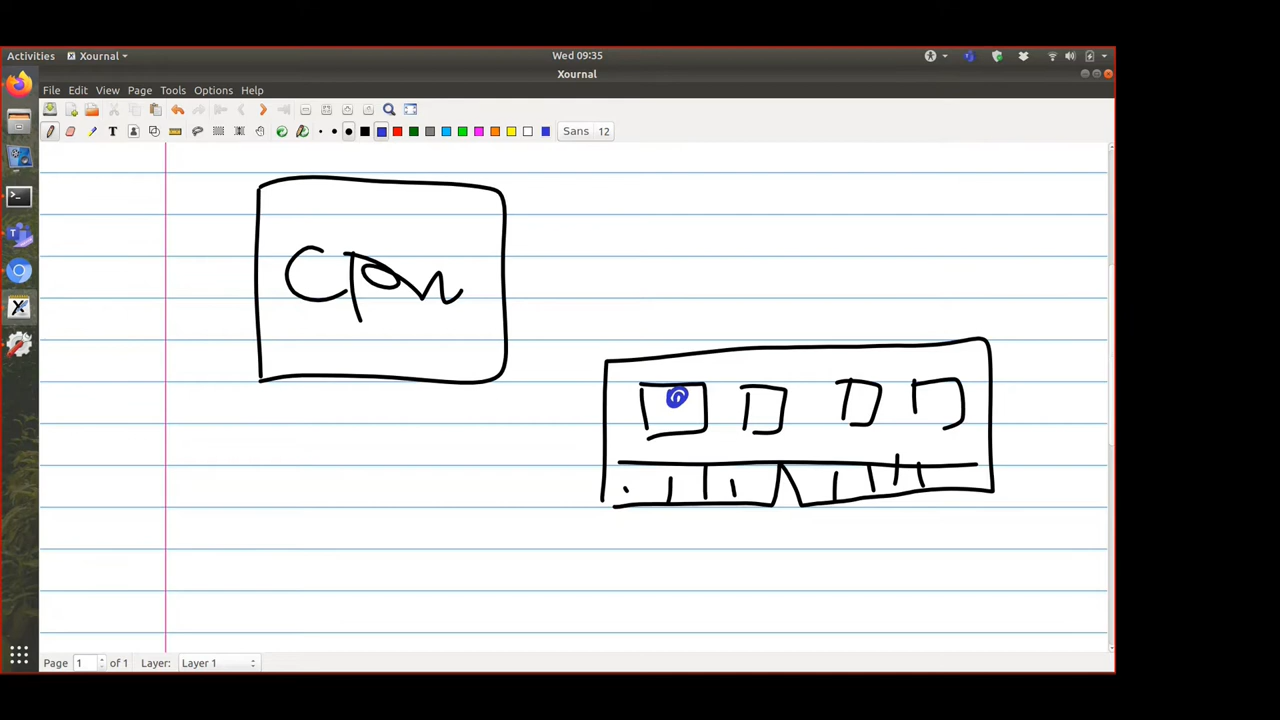 Activities Xournal Wed 09:35
Xournal
File Edit View Page Tools Options Help
Sans 12
CPU
Page 1 of 1 Layer: Layer 1